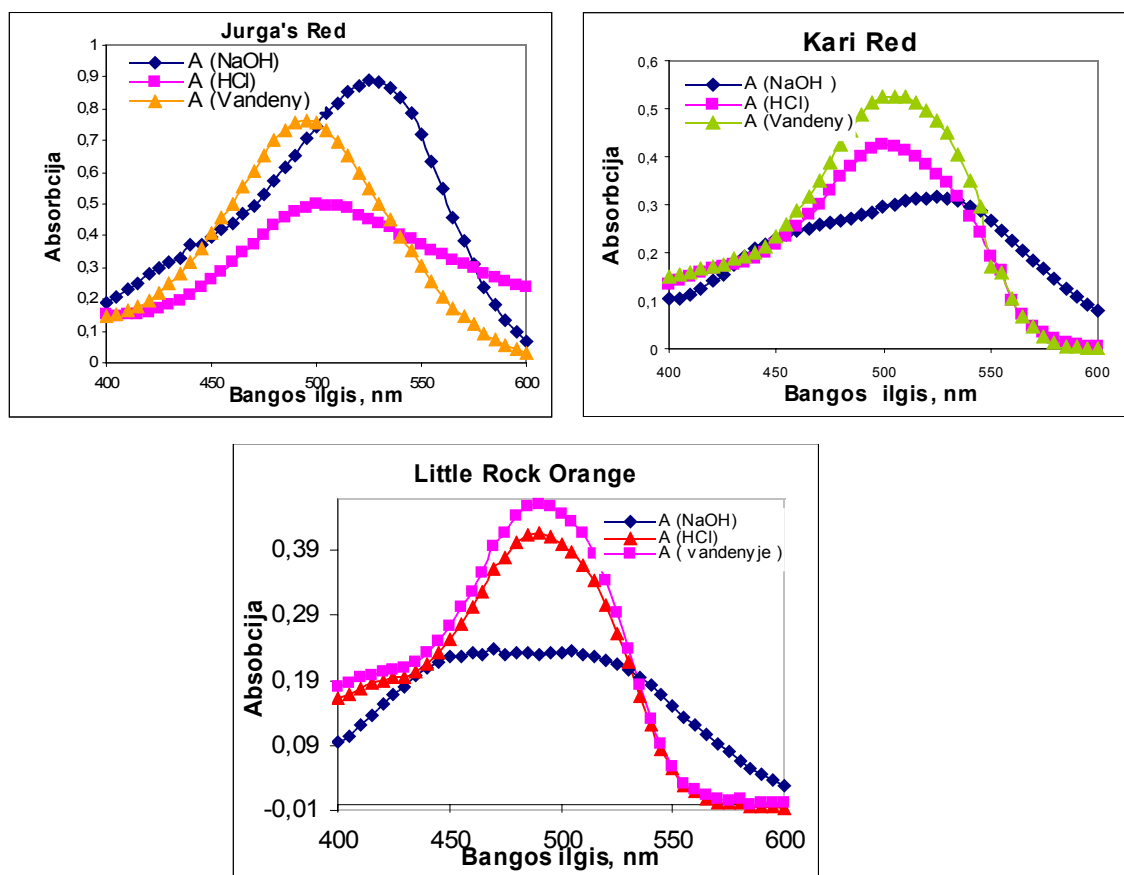 Jurga's Red
A (NaOH)
A (HCl)
A (Vandeny)
Absorbcija
1
0,9
0,8
0,7
0,6
0,5
0,4
0,3
0,2
0,1
0
400
450
500
550
600
Bangos ilgis, nm
Kari Red
A (NaOH )
A (HCl)
A (Vandeny)
Absorbcija
0,6
0,5
0,4
0,3
0,2
0,1
0
400
450
500
550
600
Bangos ilgis, nm
Little Rock Orange
A (NaOH)
A (HCl)
A ( vandenyje )
Absobcija
0,39
0,29
0,19
0,09
-0,01
400
450
500
550
600
Bangos ilgis, nm